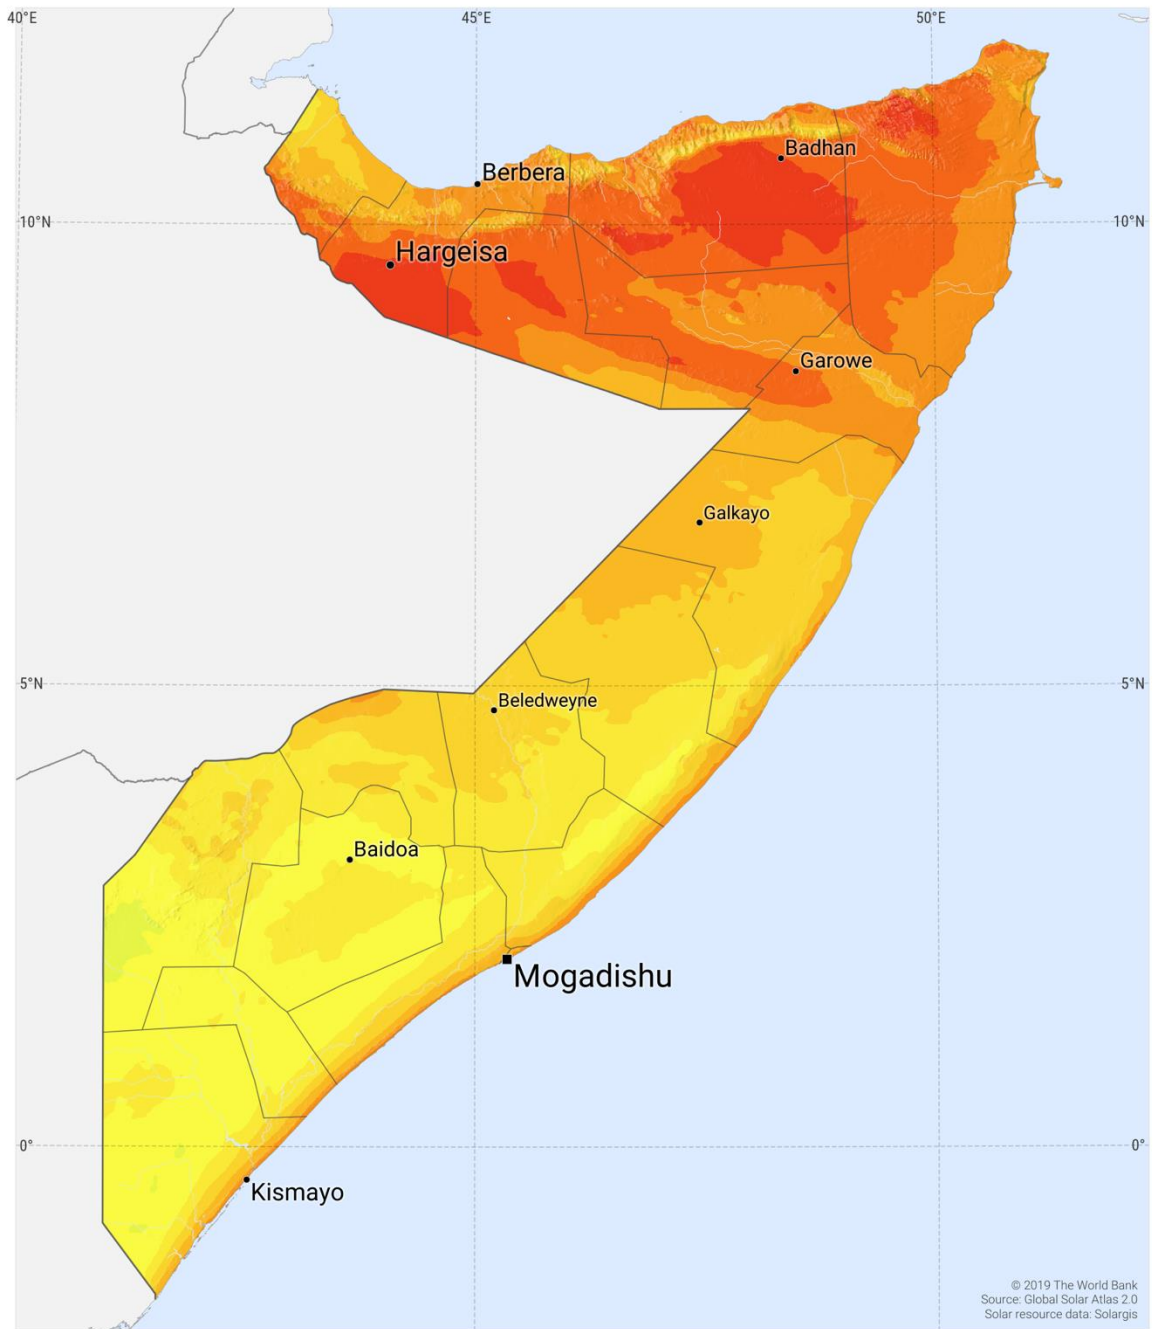 40°E
45°E
50°E
Badhan
Berbera
10°N
10°N
Hargeisa
Garowe
Galkayo
5°N
5°N
Beledweyne
Baidoa
Mogadishu
0°
0°
Kismayo
© 2019 The World Bank
Source: Global Solar Atlas 2.0
Solar resource data: Solargis